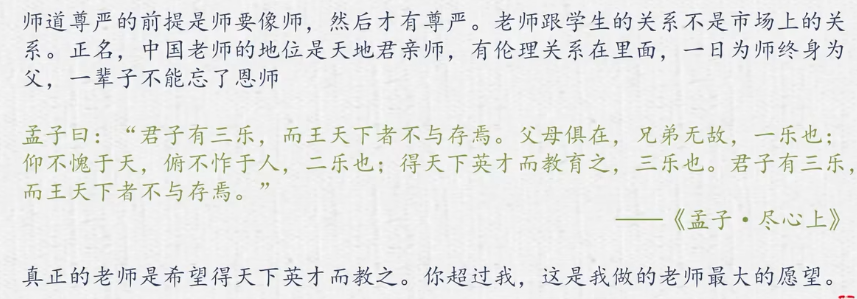 师道尊严的前提是师要像师，然后才有尊严。老师跟学生的关系不是市场上的关
系。正名，中国老师的地位是天地君亲师，有伦理关系在里面，一日为师终身为
父，一辈子不能忘了恩师
孟子曰：“君子有三乐，而王天下者不与存焉。父母俱在，兄弟无故，一乐也；
仰不愧于天，俯不怍于人，二乐也；得天下英才而教育之，三乐也。君子有三乐，
而王天下者不与存焉。”
——《孟子·尽心上》
真正的老师是希望得天下英才而教之。你超过我，这是我做的老师最大的愿望。